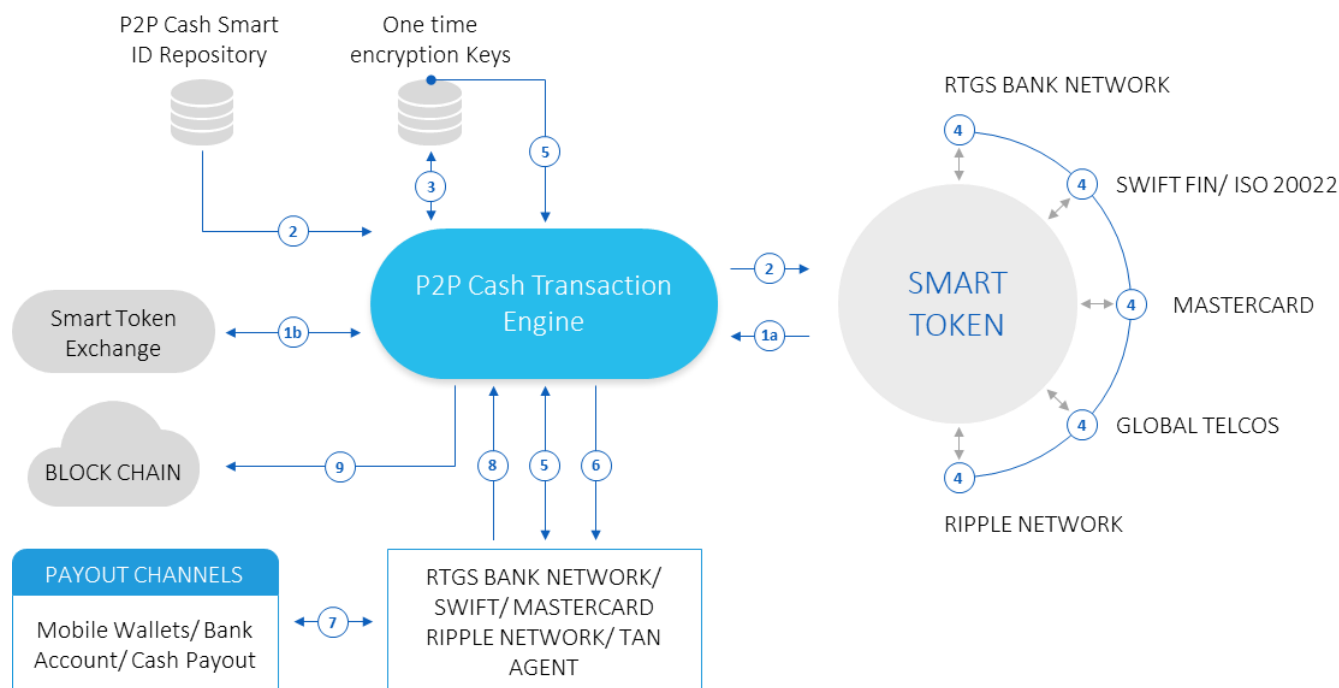 P2P Cash Smart
ID Repository
One time
encryption Keys
RTGS BANK NETWORK
4
5
3
4
SWIFT FIN/ ISO 20022
2
P2P Cash Transaction
Engine
2
SMART
TOKEN
4
MASTERCARD
Smart Token
Exchange
1b
1a
4
GLOBAL TELCOS
BLOCK CHAIN
9
8
5
6
4
RIPPLE NETWORK
PAYOUT CHANNELS
Mobile Wallets/ Bank
Account/ Cash Payout
7
RTGS BANK NETWORK/
SWIFT/ MASTERCARD
RIPPLE NETWORK/ TAN
AGENT